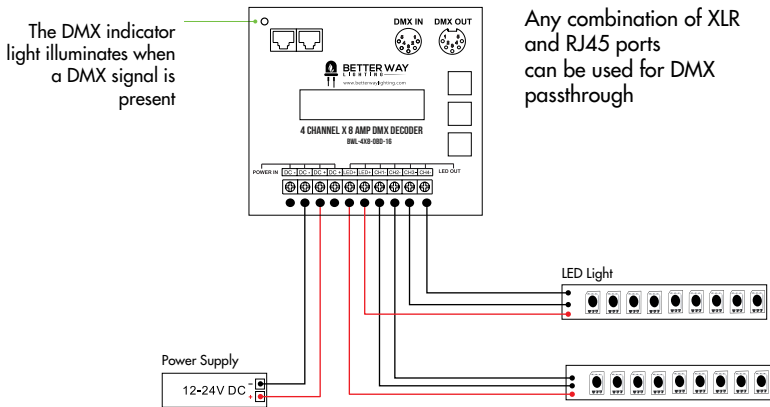 The DMX indicator
light illuminates when
a DMX signal is
present
DMX IN DMX OUT
Any combination of XLR
and RJ45 ports
can be used for DMX
passthrough
BETTER WAY
LIGHTING
www.betterwaylighting.com
4 CHANNEL X 8 AMP DMX DECODER
BWL-4X8-OBD-16
POWER IN DC - DC - DC + DC + LED+ LED+ CH1- CH2- CH3- CH4- LED OUT
LED Light
Power Supply
12-24V DC
-
+